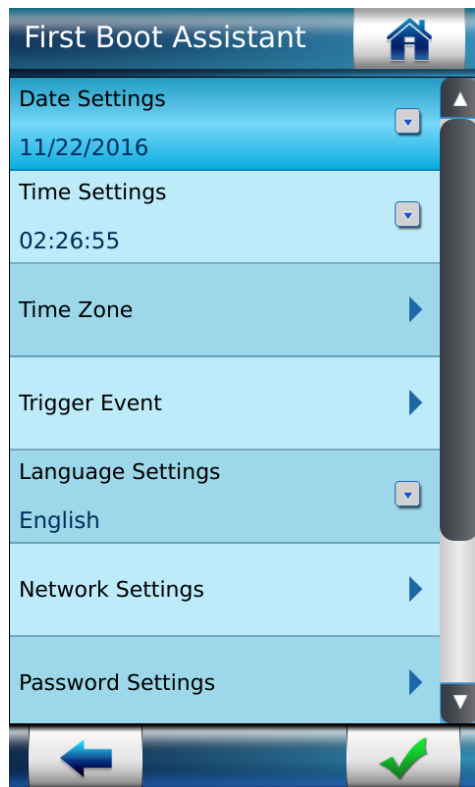 First Boot Assistant
Date Settings
11/22/2016
Time Settings
02:26:55
Time Zone
Trigger Event
Language Settings
English
Network Settings
Password Settings